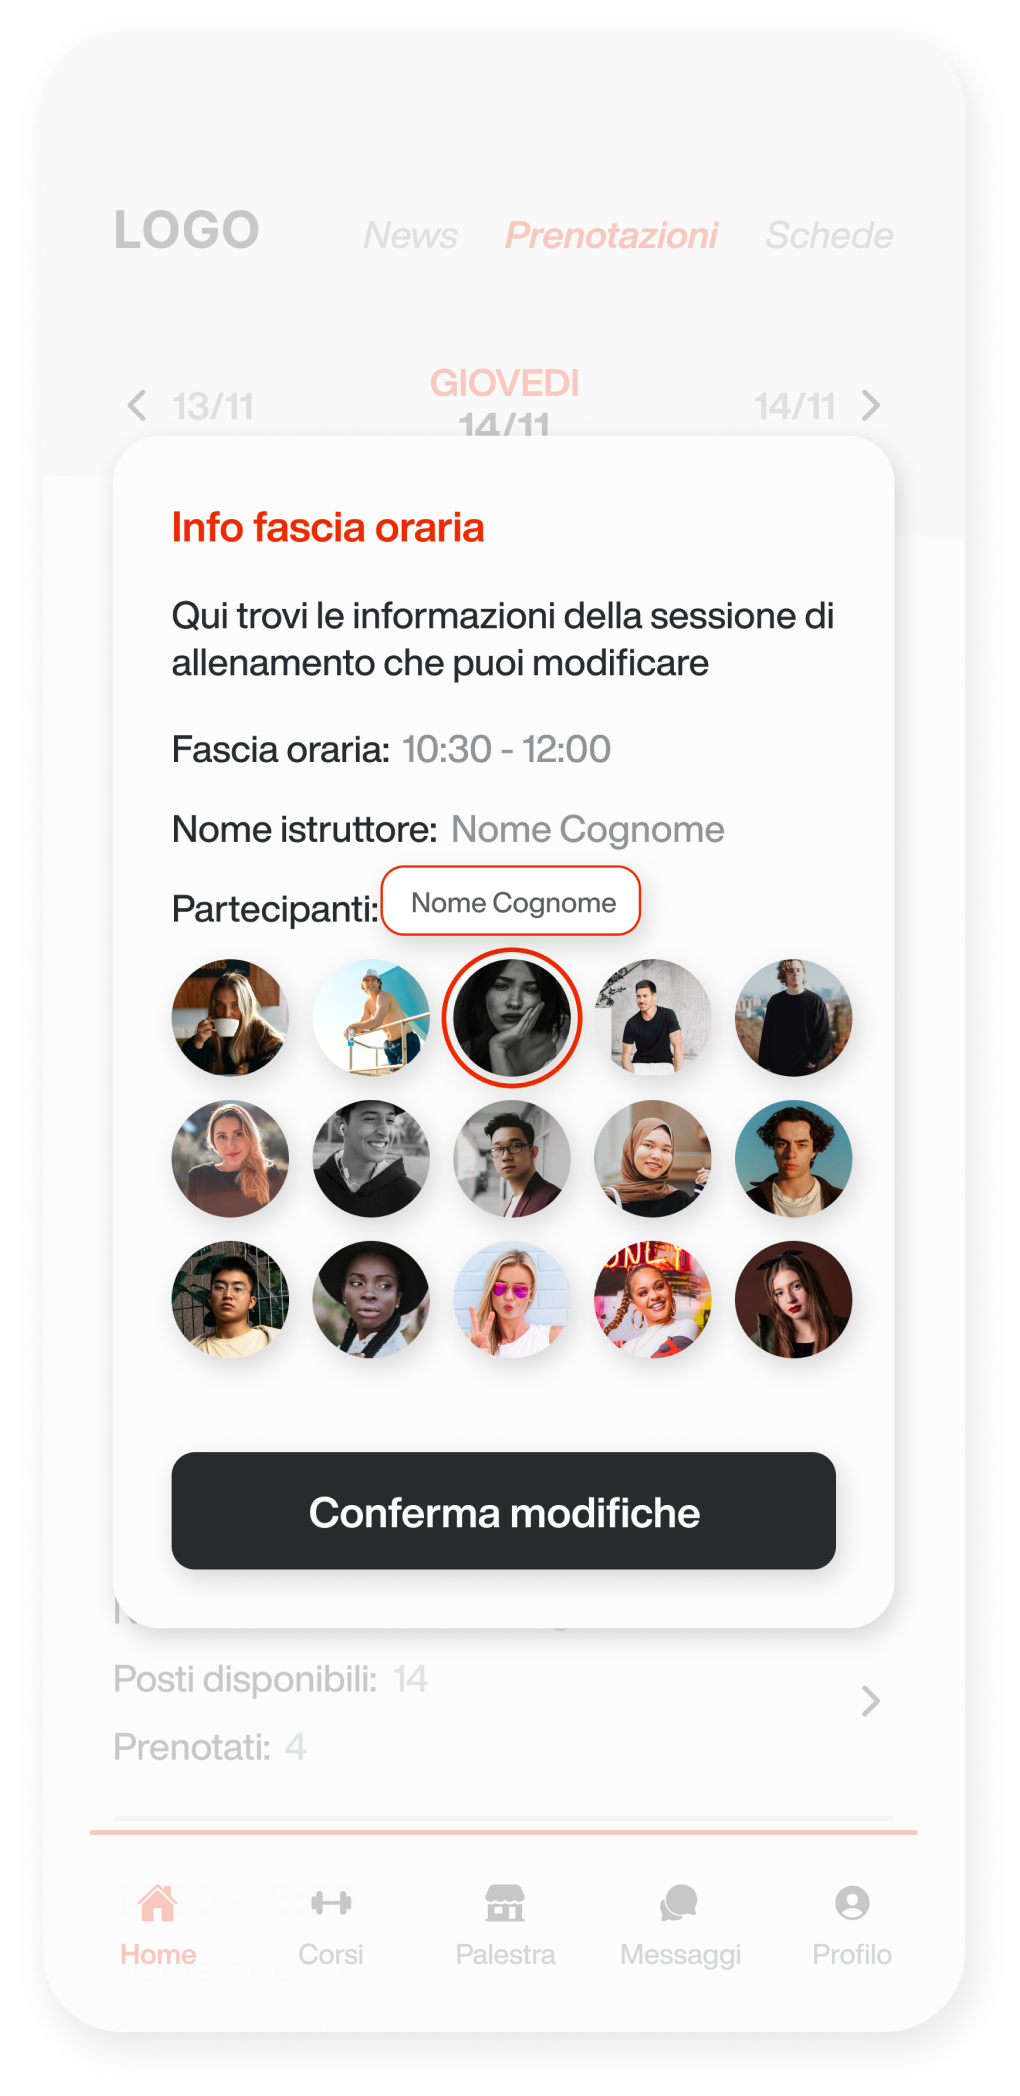 LOGO News Prenotazioni Schede
GIOVEDI
13/11 14/11 14/11
Info fascia oraria
Qui trovi le informazioni della sessione di
allenamento che puoi modificare
Fascia oraria: 10:30 - 12:00
Nome istruttore: Nome Cognome
Partecipanti: Nome Cognome
Conferma modifiche
Posti disponibili: 14
Prenotati: 4
Home Corsi Palestra Messaggi Profilo